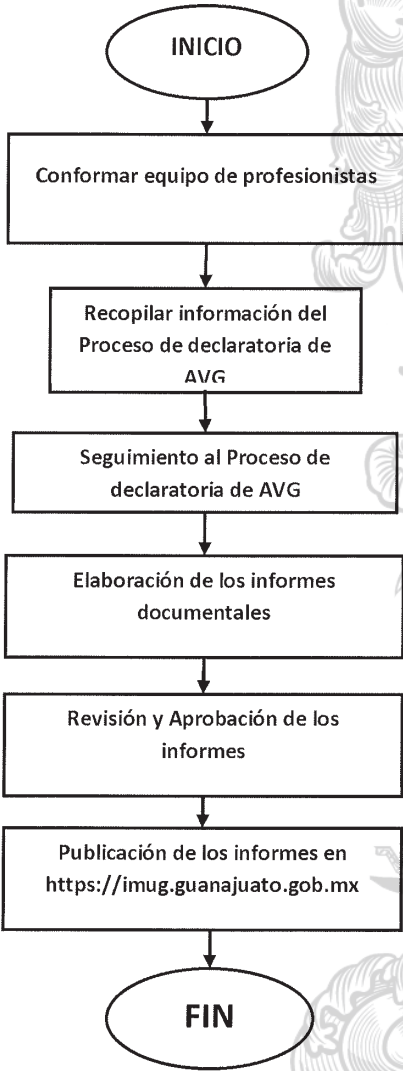 INICIO
Conformar equipo de profesionistas
Recopilar información del
Proceso de declaratoria de
AVG
Seguimiento al Proceso de
declaratoria de AVG
Elaboración de los informes
documentales
Revisión y Aprobación de los
informes
Publicación de los informes en
https://imug.guanajuato.gob.mx
FIN